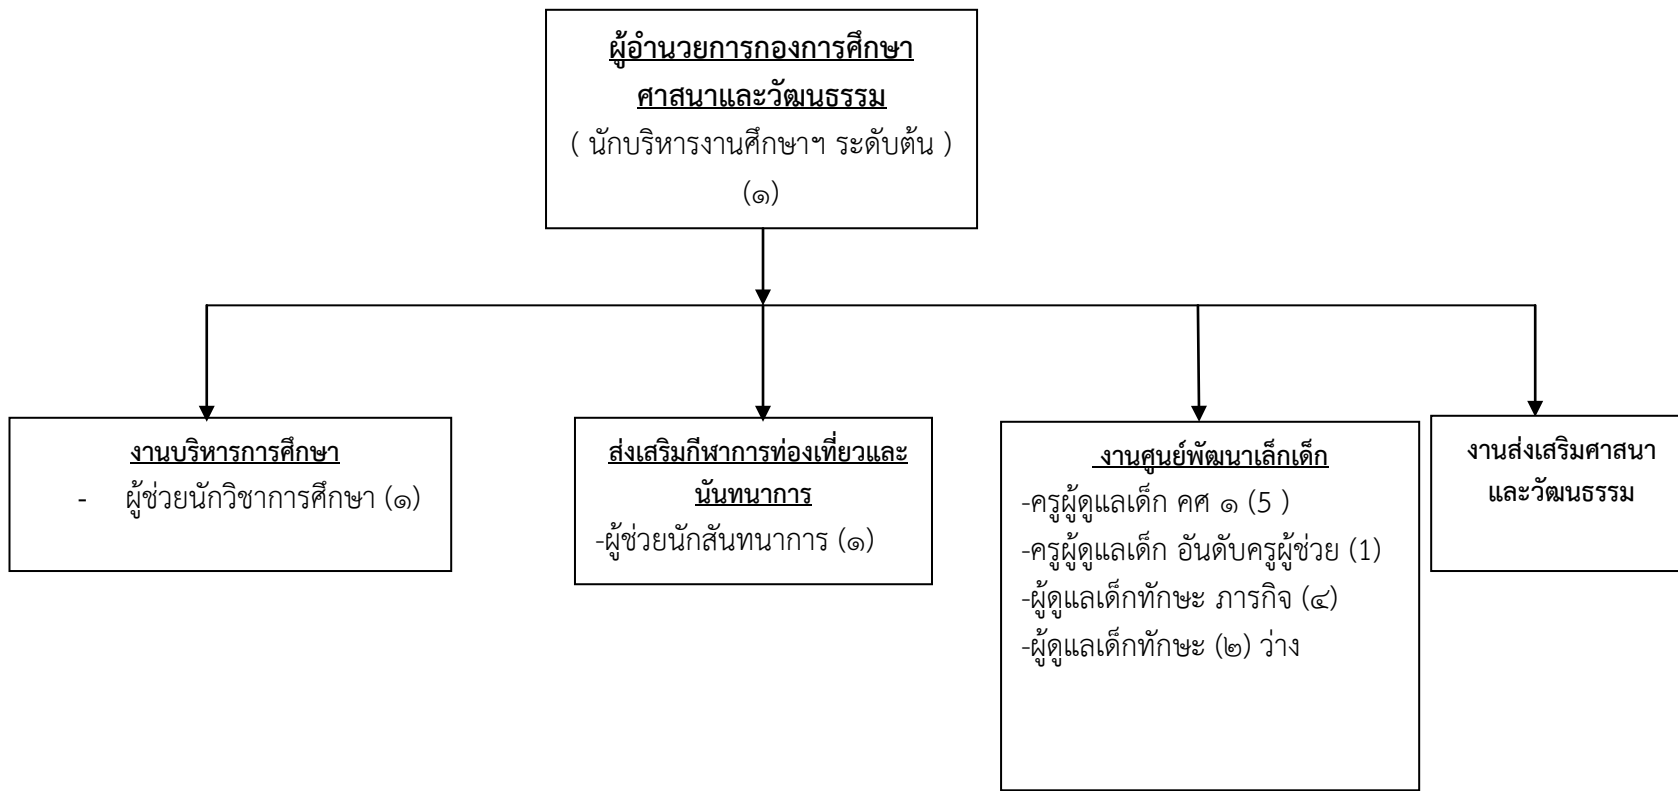 ผู้อำนวยการกองการศึกษา
ศาสนาและวัฒนธรรม
( นักบริหารงานศึกษาฯ ระดับต้น )
(๑)
งานบริหารการศึกษา
- ผู้ช่วยนักวิชาการศึกษา (๑)
ส่งเสริมกีฬาการท่องเที่ยวและ
นันทนาการ
-ผู้ช่วยนักสันทนาการ (๑)
งานศูนย์พัฒนาเล็กเด็ก
-ครูผู้ดูแลเด็ก คศ ๑ (5 )
-ครูผู้ดูแลเด็ก อันดับครูผู้ช่วย (1)
-ผู้ดูแลเด็กทักษะ ภารกิจ (๔)
-ผู้ดูแลเด็กทักษะ (๒) ว่าง
งานส่งเสริมศาสนา
และวัฒนธรรม